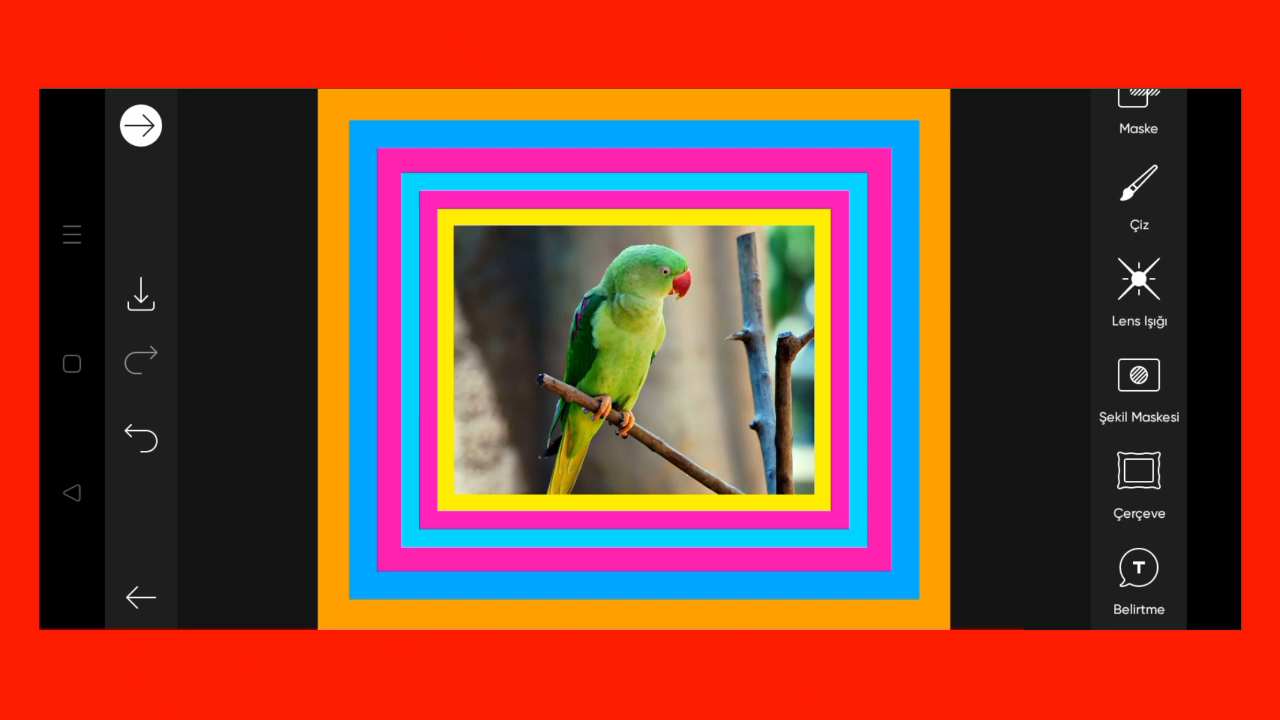 Maske
Çiz
Lens Işığı
Şekil Maskesi
Çerçeve
T
Belirtme